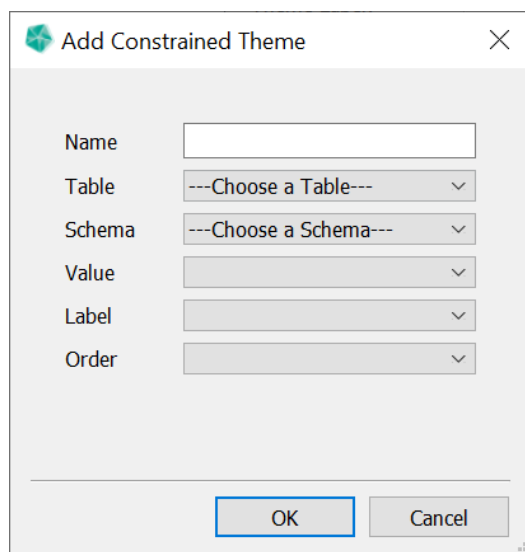 Add Constrained Theme
Name
Table ---Choose a Table---
Schema ---Choose a Schema---
Value
Label
Order
OK Cancel